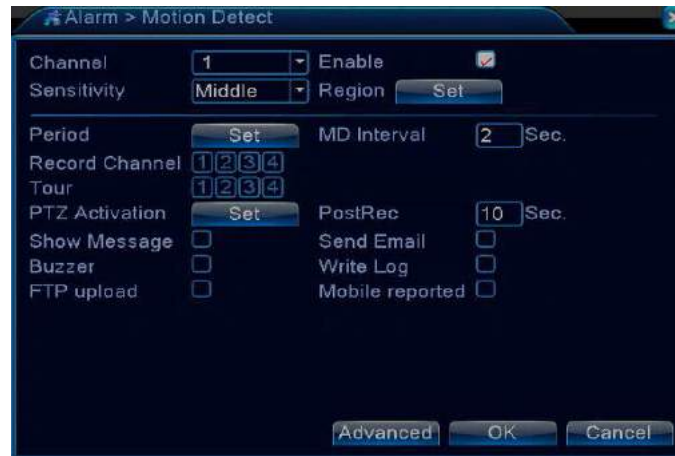 Alarm > Motion Detect
Channel 1 Enable
Sensitivity Middle Region Set
Period Set MD Interval 2 Sec.
Record Channel 1 2 3 4
Tour 1 2 3 4
PTZ Activation Set PostRec 10 Sec.
Show Message Send Email
Buzzer Write Log
FTP upload Mobile reported
Advanced OK Cancel